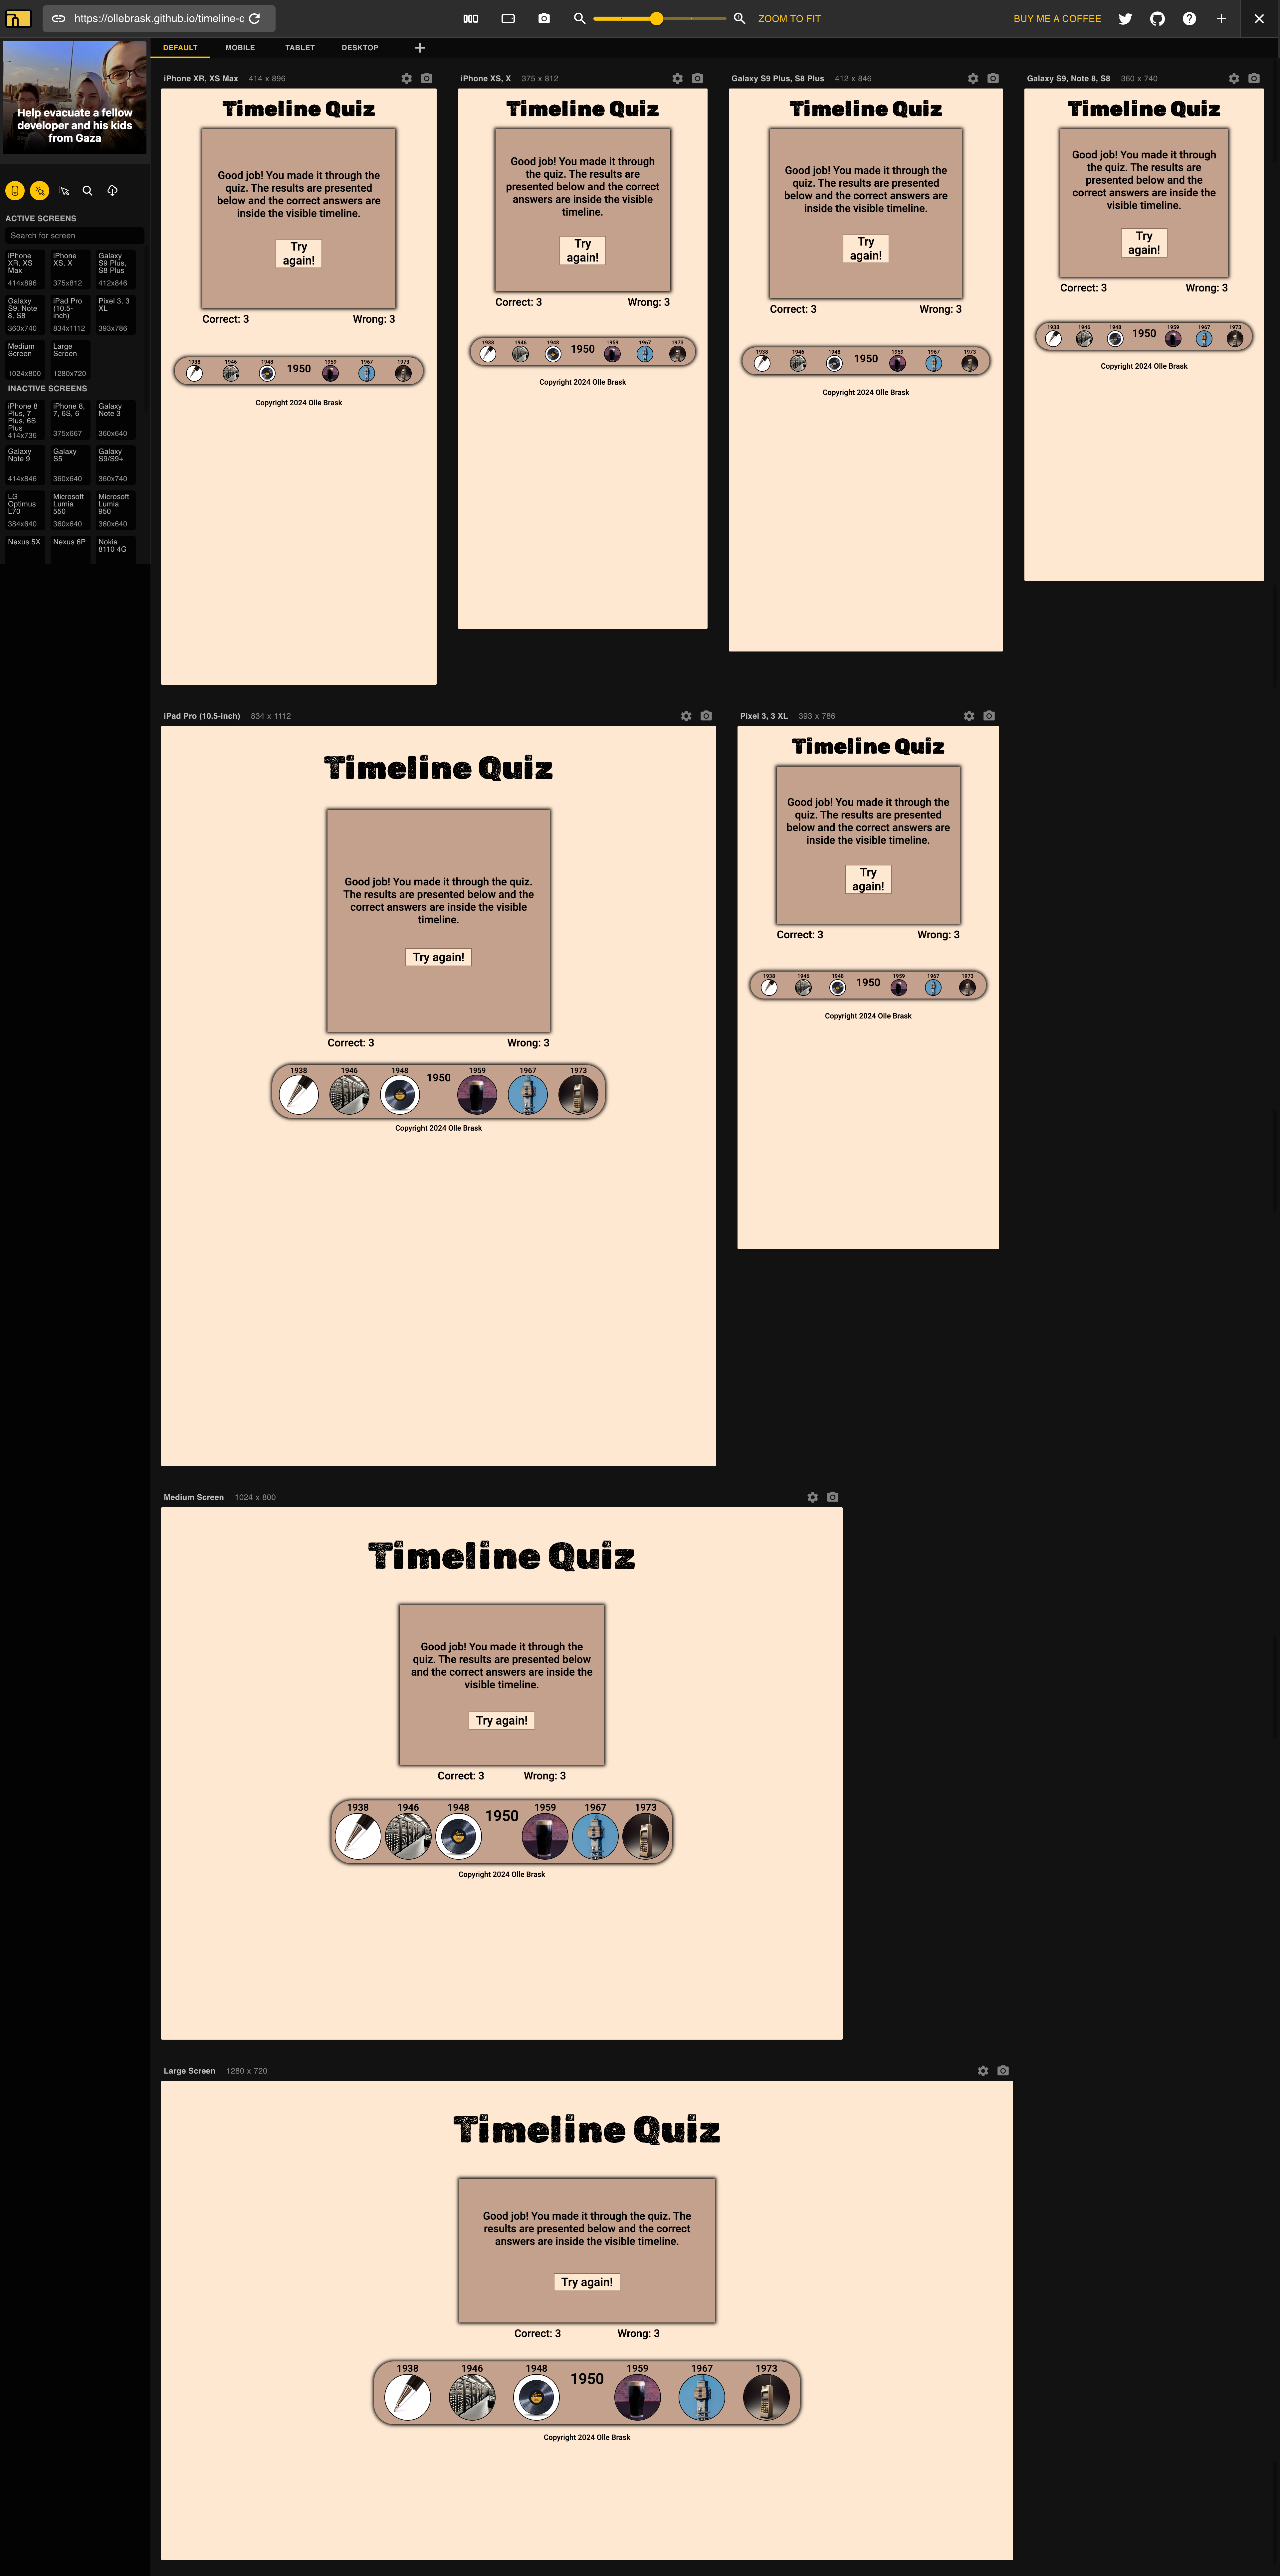 https://ollebrask.github.io/timeline-c
ZOOM TO FIT
BUY ME A COFFEE
Help evacuate a fellow
developer and his kids
from Gaza
ACTIVE SCREENS
Search for screen
iPhone
XR, XS
Max
414x896
iPhone
XS, X
375x812
Galaxy
S9 Plus,
S8 Plus
412x846
Galaxy
S9, Note
8, S8
360x740
iPad Pro
(10.5-
inch)
834x1112
Pixel 3, 3
XL
393x786
Medium
Screen
1024x800
Large
Screen
1280x720
INACTIVE SCREENS
iPhone 8
Plus, 7
Plus, 6S
Plus
414x736
iPhone 8,
7, 6S, 6
375x667
Galaxy
Note 3
360x640
Galaxy
Note 9
414x846
Galaxy
S5
360x640
Galaxy
S9/S9+
360x740
LG
Optimus
L70
384x640
Microsoft
Lumia
550
360x640
Microsoft
Lumia
950
360x640
Nexus 5X
Nexus 6P
Nokia
8110 4G
DEFAULT MOBILE TABLET DESKTOP
iPhone XR, XS Max 414 x 896
Timeline Quiz
Good job! You made it through the
quiz. The results are presented
below and the correct answers are
inside the visible timeline.
Try
again!
Correct: 3 Wrong: 3
1938 1946 1948 1950 1959 1967 1973
Copyright 2024 Olle Brask
iPhone XS, X 375 x 812
Timeline Quiz
Good job! You made it through
the quiz. The results are
presented below and the correct
answers are inside the visible
timeline.
Try
again!
Correct: 3 Wrong: 3
1938 1946 1948 1950 1959 1967 1973
Copyright 2024 Olle Brask
Galaxy S9 Plus, S8 Plus 412 x 846
Timeline Quiz
Good job! You made it through the
quiz. The results are presented
below and the correct answers are
inside the visible timeline.
Try
again!
Correct: 3 Wrong: 3
1938 1946 1948 1950 1959 1967 1973
Copyright 2024 Olle Brask
Galaxy S9, Note 8, S8 360 x 740
Timeline Quiz
Good job! You made it through
the quiz. The results are
presented below and the
correct answers are inside the
visible timeline.
Try
again!
Correct: 3 Wrong: 3
1938 1946 1948 1950 1959 1967 1973
Copyright 2024 Olle Brask
iPad Pro (10.5-inch) 834 x 1112
Timeline Quiz
Good job! You made it through the quiz.
The results are presented below and the
correct answers are inside the visible
timeline.
Try again!
Correct: 3 Wrong: 3
1938 1946 1948 1950 1959 1967 1973
Copyright 2024 Olle Brask
Pixel 3, 3 XL 393 x 786
Timeline Quiz
Good job! You made it through the
quiz. The results are presented
below and the correct answers are
inside the visible timeline.
Try
again!
Correct: 3 Wrong: 3
1938 1946 1948 1950 1959 1967 1973
Copyright 2024 Olle Brask
Medium Screen 1024 x 800
Timeline Quiz
Good job! You made it through the
quiz. The results are presented below
and the correct answers are inside the
visible timeline.
Try again!
Correct: 3 Wrong: 3
1938 1946 1948 1950 1959 1967 1973
Copyright 2024 Olle Brask
Large Screen 1280 x 720
Timeline Quiz
Good job! You made it through the quiz. The
results are presented below and the correct
answers are inside the visible timeline.
Try again!
Correct: 3 Wrong: 3
1938 1946 1948 1950 1959 1967 1973
Copyright 2024 Olle Brask